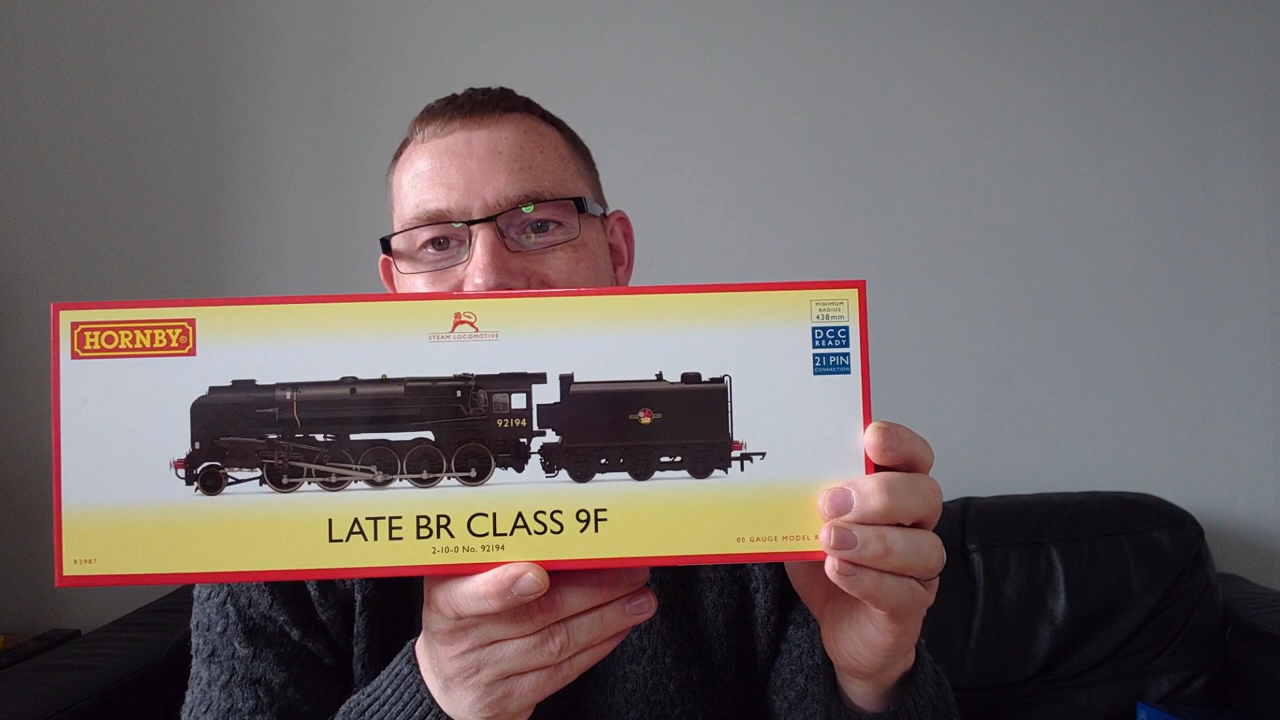 HORNBY®
STEAM LOCOMOTIVE
MINIMUM
RADIUS
438mm
DCC
READY
21 PIN
CONNECTION
92194
LATE BR CLASS 9F
2-10-0 No. 92194
R3987
00 GAUGE MODEL R